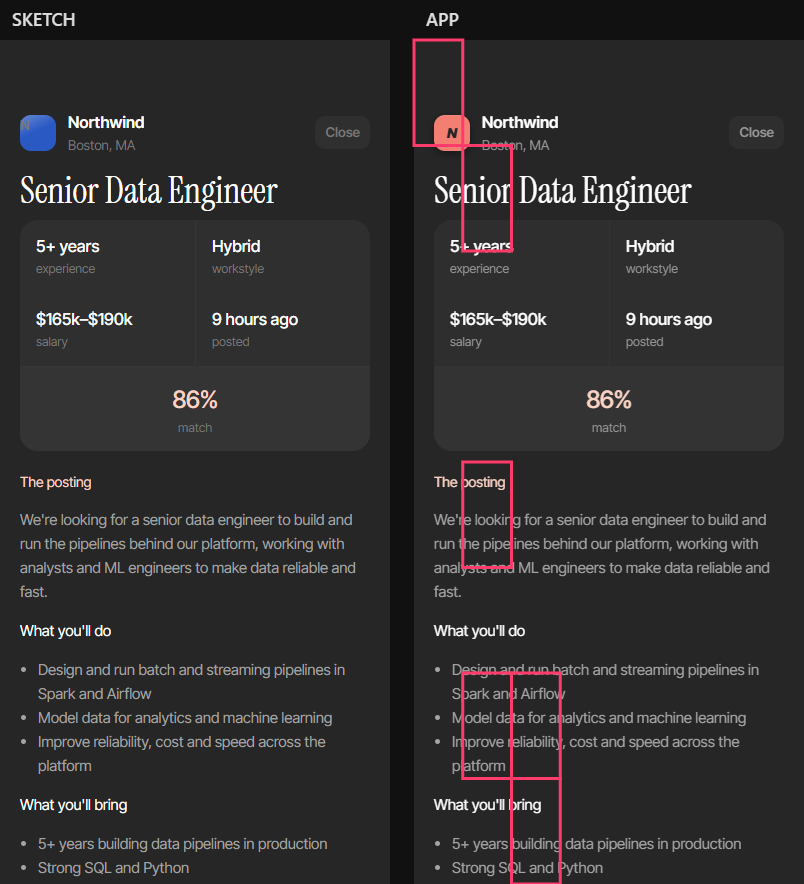 SKETCH
N
Northwind
Boston, MA
Close
Senior Data Engineer
5+ years
Hybrid
experience
workstyle
$165k–$190k
9 hours ago
salary
posted
86%
match
The posting
We're looking for a senior data engineer to build and
run the pipelines behind our platform, working with
analysts and ML engineers to make data reliable and
fast.
What you'll do
• Design and run batch and streaming pipelines in
Spark and Airflow
• Model data for analytics and machine learning
• Improve reliability, cost and speed across the
platform
What you'll bring
• 5+ years building data pipelines in production
• Strong SQL and Python
APP
N
Northwind
Boston, MA
Close
Senior Data Engineer
5+ years
Hybrid
experience
workstyle
$165k–$190k
9 hours ago
salary
posted
86%
match
The posting
We're looking for a senior data engineer to build and
run the pipelines behind our platform, working with
analysts and ML engineers to make data reliable and
fast.
What you'll do
• Design and run batch and streaming pipelines in
Spark and Airflow
• Model data for analytics and machine learning
• Improve reliability, cost and speed across the
platform
What you'll bring
• 5+ years building data pipelines in production
• Strong SQL and Python